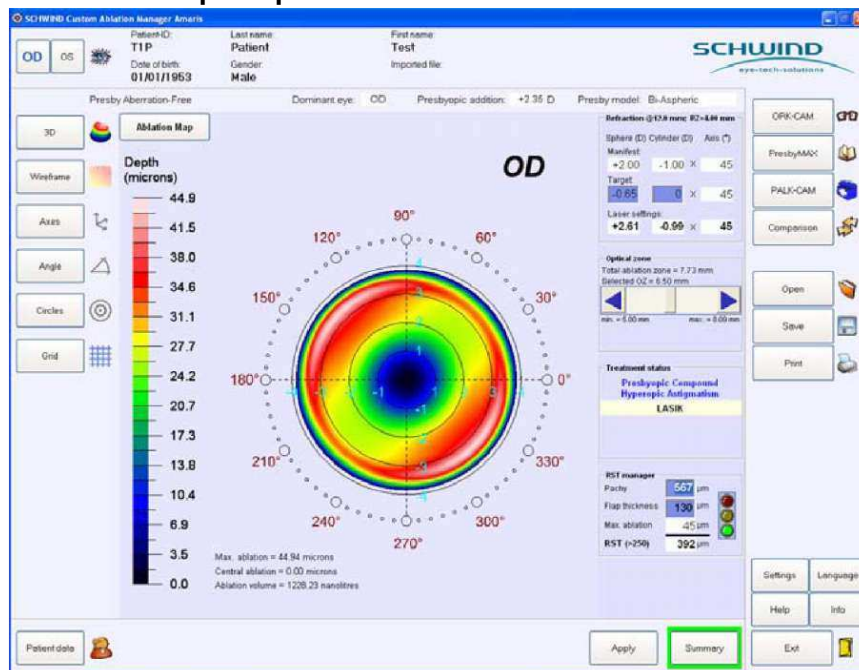 SCHWIND Custom Ablation Manager Amaris
OD OS
Patient-ID: Last name: First name:
T1P Patient Test
Date of birth: Gender: Imported file:
01/01/1953 Male
SCHWIND
eye-tech-solutions
Presby Aberration-Free Dominant eye: OD Presbyopic addition: +2.35 D Presby model: Bi-Aspheric
3D
Wireframe
Axes
Angle
Circles
Grid
Ablation Map
Depth
(microns)
44.9
41.5
38.0
34.6
31.1
27.7
24.2
20.7
17.3
13.8
10.4
6.9
3.5
0.0
OD
90°
120° 60°
150° 30°
180° 0°
210° 330°
240° 300°
270°
Max. ablation = 44.94 microns
Central ablation = 0.00 microns
Ablation volume = 1228.23 nanolitres
Sphere (D) Cylinder (D) Axis (°)
Manifest:
+2.00 -1.00 × 45
Target:
-0.65 0 × 45
Laser settings:
+2.61 -0.99 × 45
Optical zone
Total ablation zone = 7.73 mm
Selected OZ = 6.50 mm
min. = 5.00 mm max. = 8.00 mm
Treatment status
Presbyopic Compound
Hyperopic Astigmatism
LASIK
RST manager
Pachy 567 µm
Flap thickness 130 µm
Max. ablation 45 µm
RST (>250) 392 µm
ORK-CAM
PresbyMAX
PALK-CAM
Comparison
Open
Save
Print
Settings Language
Help Info
Patient data Apply Summary Exit